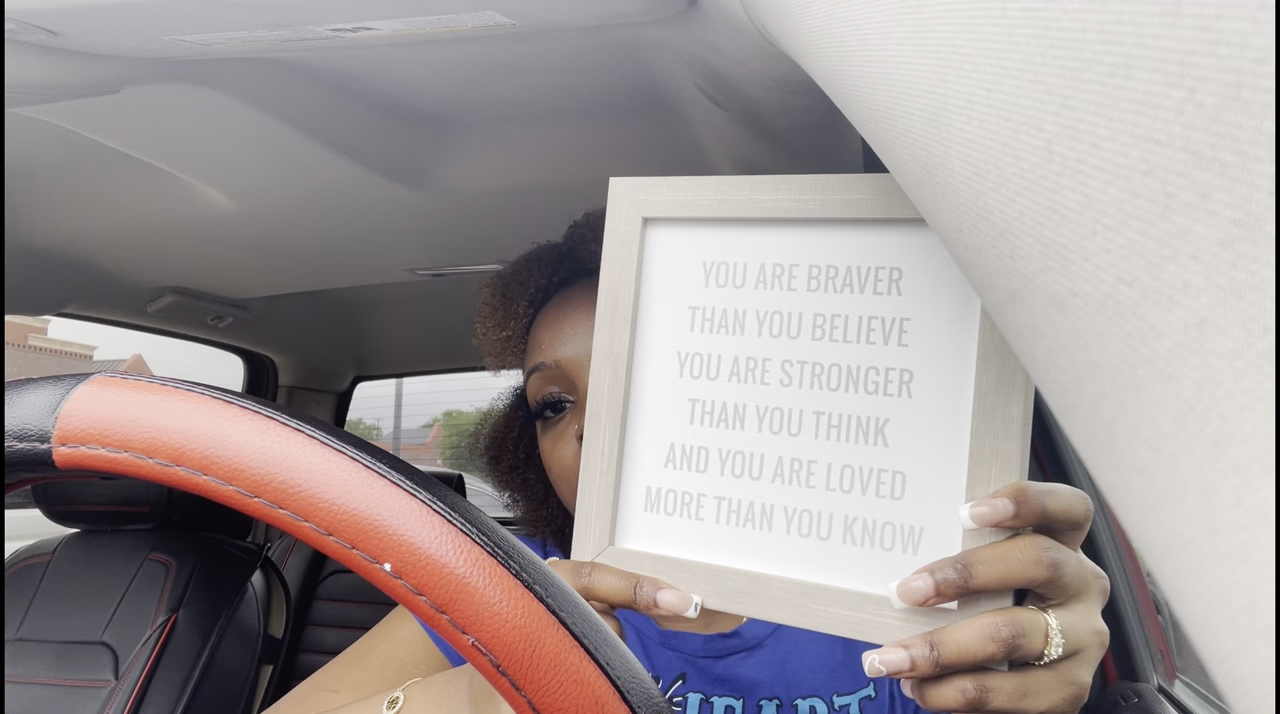 YOU ARE BRAVER
THAN YOU BELIEVE
YOU ARE STRONGER
THAN YOU THINK
AND YOU ARE LOVED
MORE THAN YOU KNOW
HEART